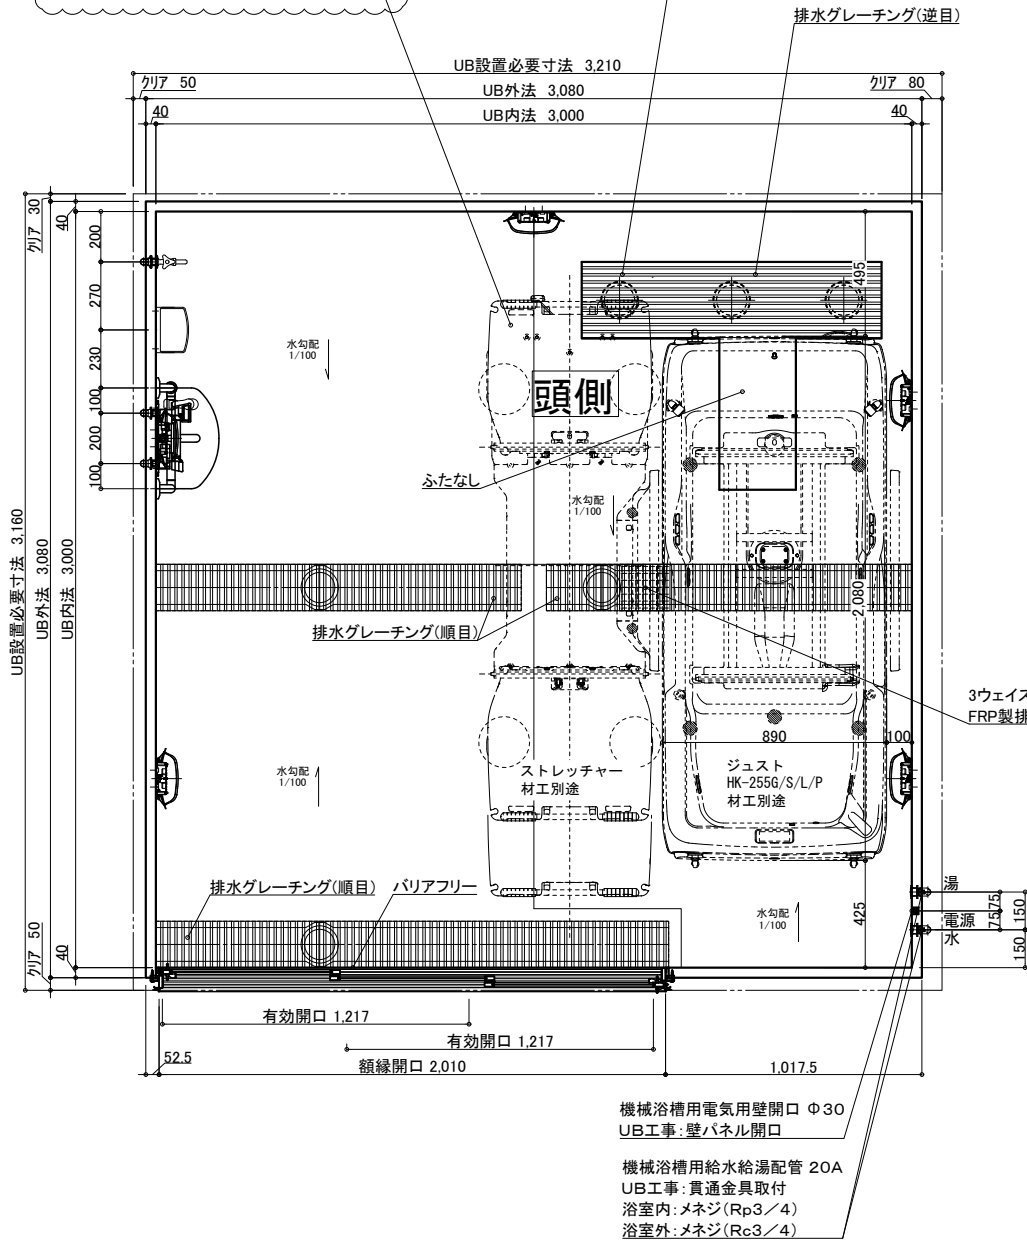 排水グレーチング(逆目)
UB設置必要寸法 3,210
クリア 50
UB外法 3,080
クリア 80
40
UB内法 3,000
40
クリア 30
40
200
270
230
100
200
100
UB設置必要寸法 3,160
UB外法 3,080
UB内法 3,000
クリア 50
40
495
水勾配
1/100
頭側
ふたなし
水勾配
1/100
2,080
排水グレーチング(順目)
3ウェイス
FRP製排
890
100
水勾配
1/100
ストレッチャー
材工別途
ジュスト
HK-255G/S/L/P
材工別途
排水グレーチング(順目)
バリアフリー
水勾配
1/100
425
湯
電源
水
75
75
150
150
有効開口 1,217
有効開口 1,217
52.5
額縁開口 2,010
1,017.5
機械浴槽用電気用壁開口 Φ30
UB工事:壁パネル開口
機械浴槽用給水給湯配管 20A
UB工事:貫通金具取付
浴室内:メネジ(Rp3/4)
浴室外:メネジ(Rc3/4)